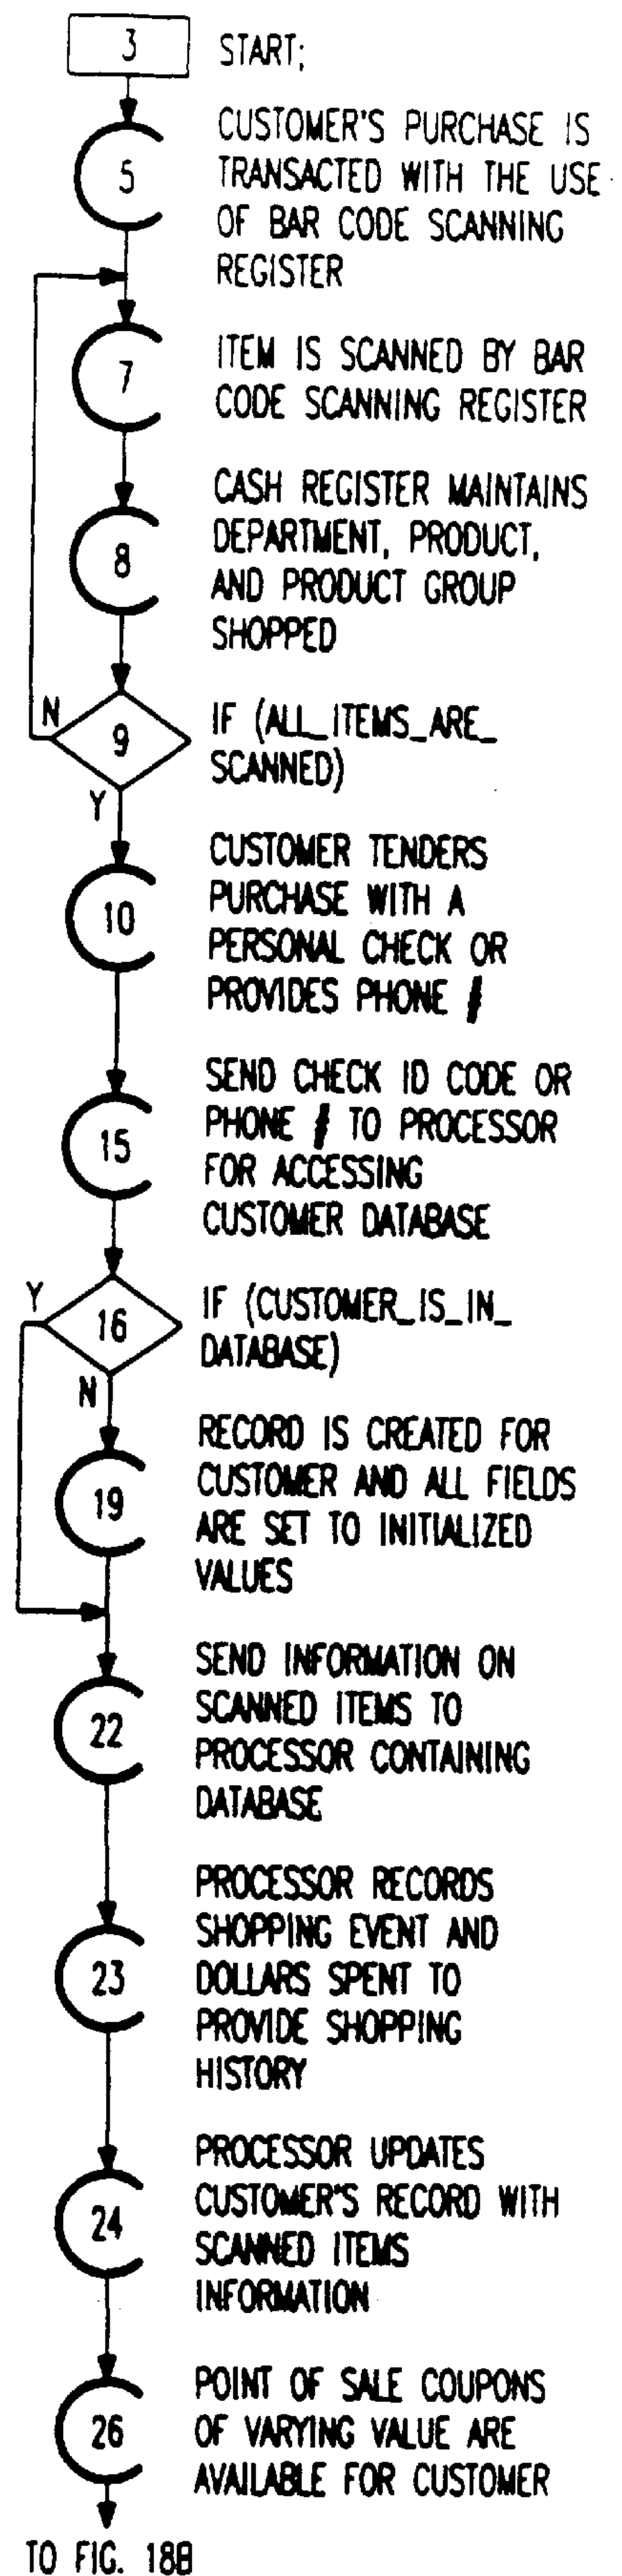 3 START;
CUSTOMER'S PURCHASE IS
5 TRANSACTED WITH THE USE
OF BAR CODE SCANNING
REGISTER
ITEM IS SCANNED BY BAR
7 CODE SCANNING REGISTER
CASH REGISTER MAINTAINS
DEPARTMENT, PRODUCT,
8 AND PRODUCT GROUP
SHOPPED
N IF (ALL_ITEMS_ARE_
9 SCANNED)
Y
CUSTOMER TENDERS
PURCHASE WITH A
10 PERSONAL CHECK OR
PROVIDES PHONE #
SEND CHECK ID CODE OR
PHONE # TO PROCESSOR
15 FOR ACCESSING
CUSTOMER DATABASE
Y IF (CUSTOMER_IS_IN_
16 DATABASE)
N
RECORD IS CREATED FOR
CUSTOMER AND ALL FIELDS
19 ARE SET TO INITIALIZED
VALUES
SEND INFORMATION ON
SCANNED ITEMS TO
22 PROCESSOR CONTAINING
DATABASE
PROCESSOR RECORDS
SHOPPING EVENT AND
23 DOLLARS SPENT TO
PROVIDE SHOPPING
HISTORY
PROCESSOR UPDATES
CUSTOMER'S RECORD WITH
24 SCANNED ITEMS
INFORMATION
POINT OF SALE COUPONS
26 OF VARYING VALUE ARE
AVAILABLE FOR CUSTOMER
TO FIG. 18B